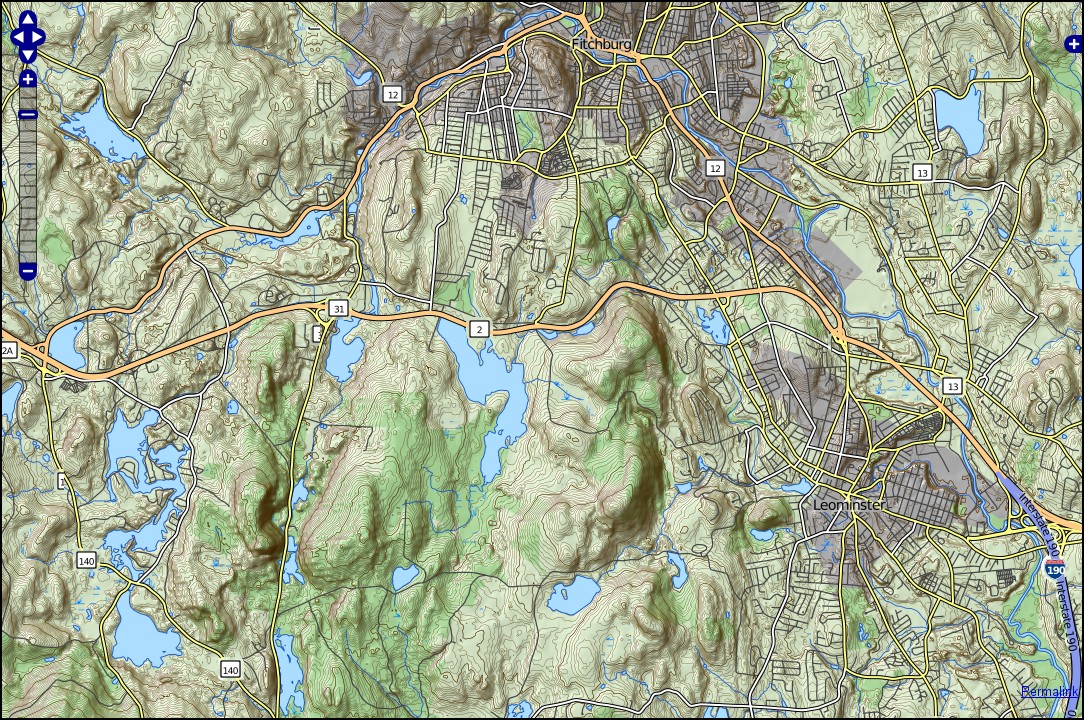 Fitchburg
12
12
13
31
2
2A
13
Leominster
Interstate 190
140
190
Interstate 190
140
Permalink